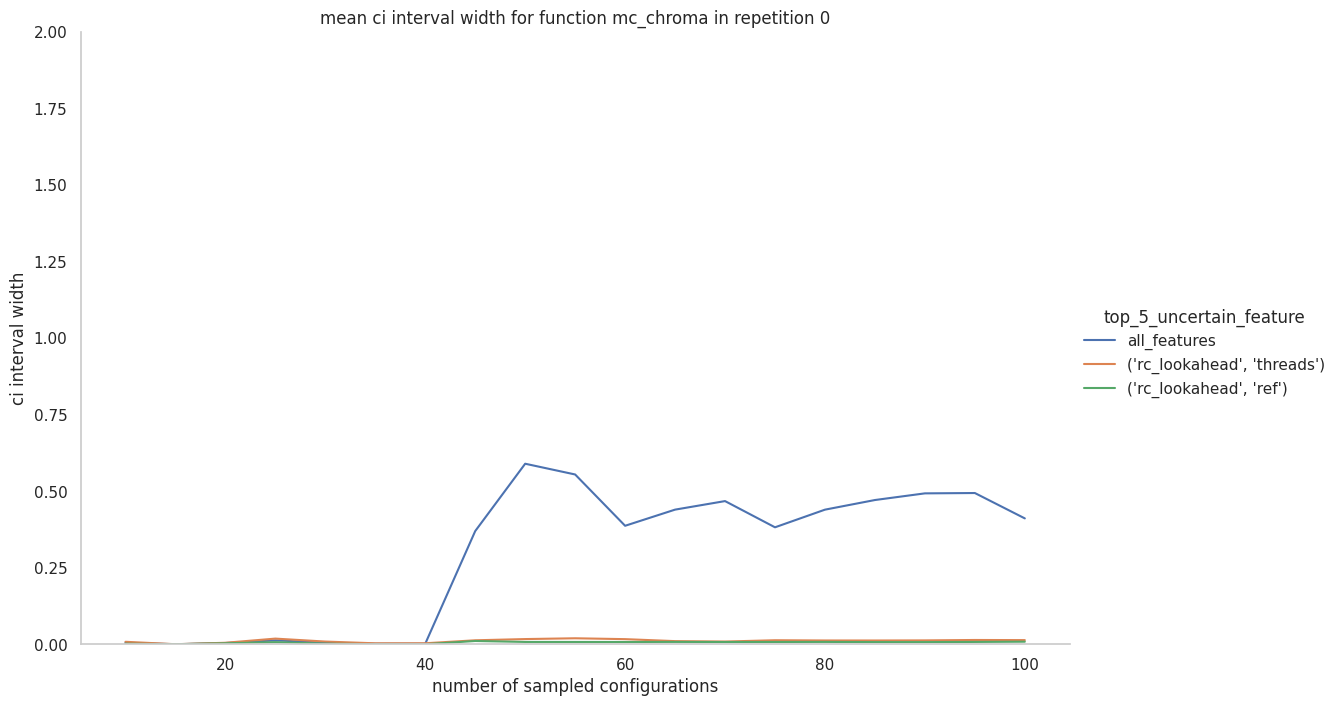 mean ci interval width for function mc_chroma in repetition 0
2.00
1.75
1.50
1.25
1.00
0.75
0.50
0.25
0.00
ci interval width
20
40
60
80
100
number of sampled configurations
top_5_uncertain_feature
all_features
('rc_lookahead', 'threads')
('rc_lookahead', 'ref')